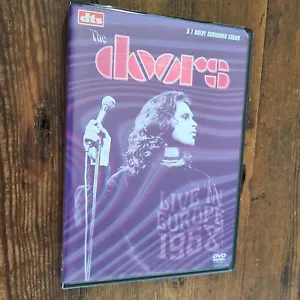 dts
5.1 DOLBY SURROUND SOUND
The
doors
LIVE IN
EUROPE
1968
DVD